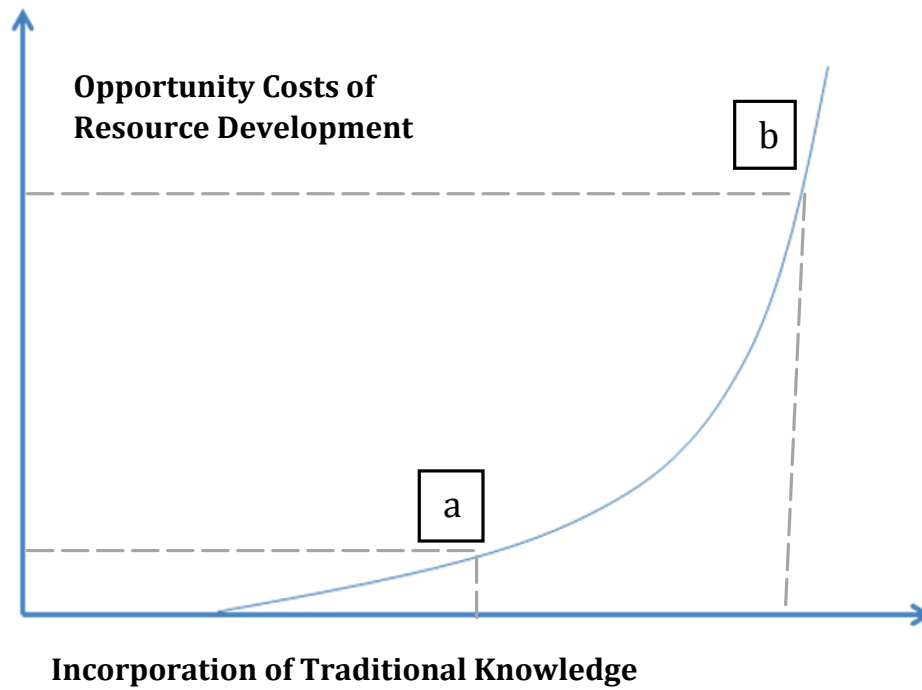 Opportunity Costs of
Resource Development
b
a
Incorporation of Traditional Knowledge